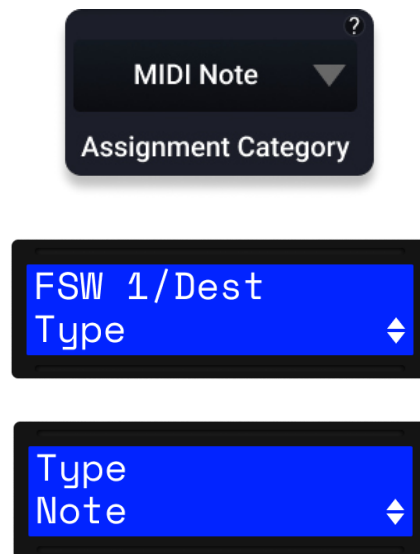 ?
MIDI Note
Assignment Category
FSW 1/Dest
Type
Type
Note